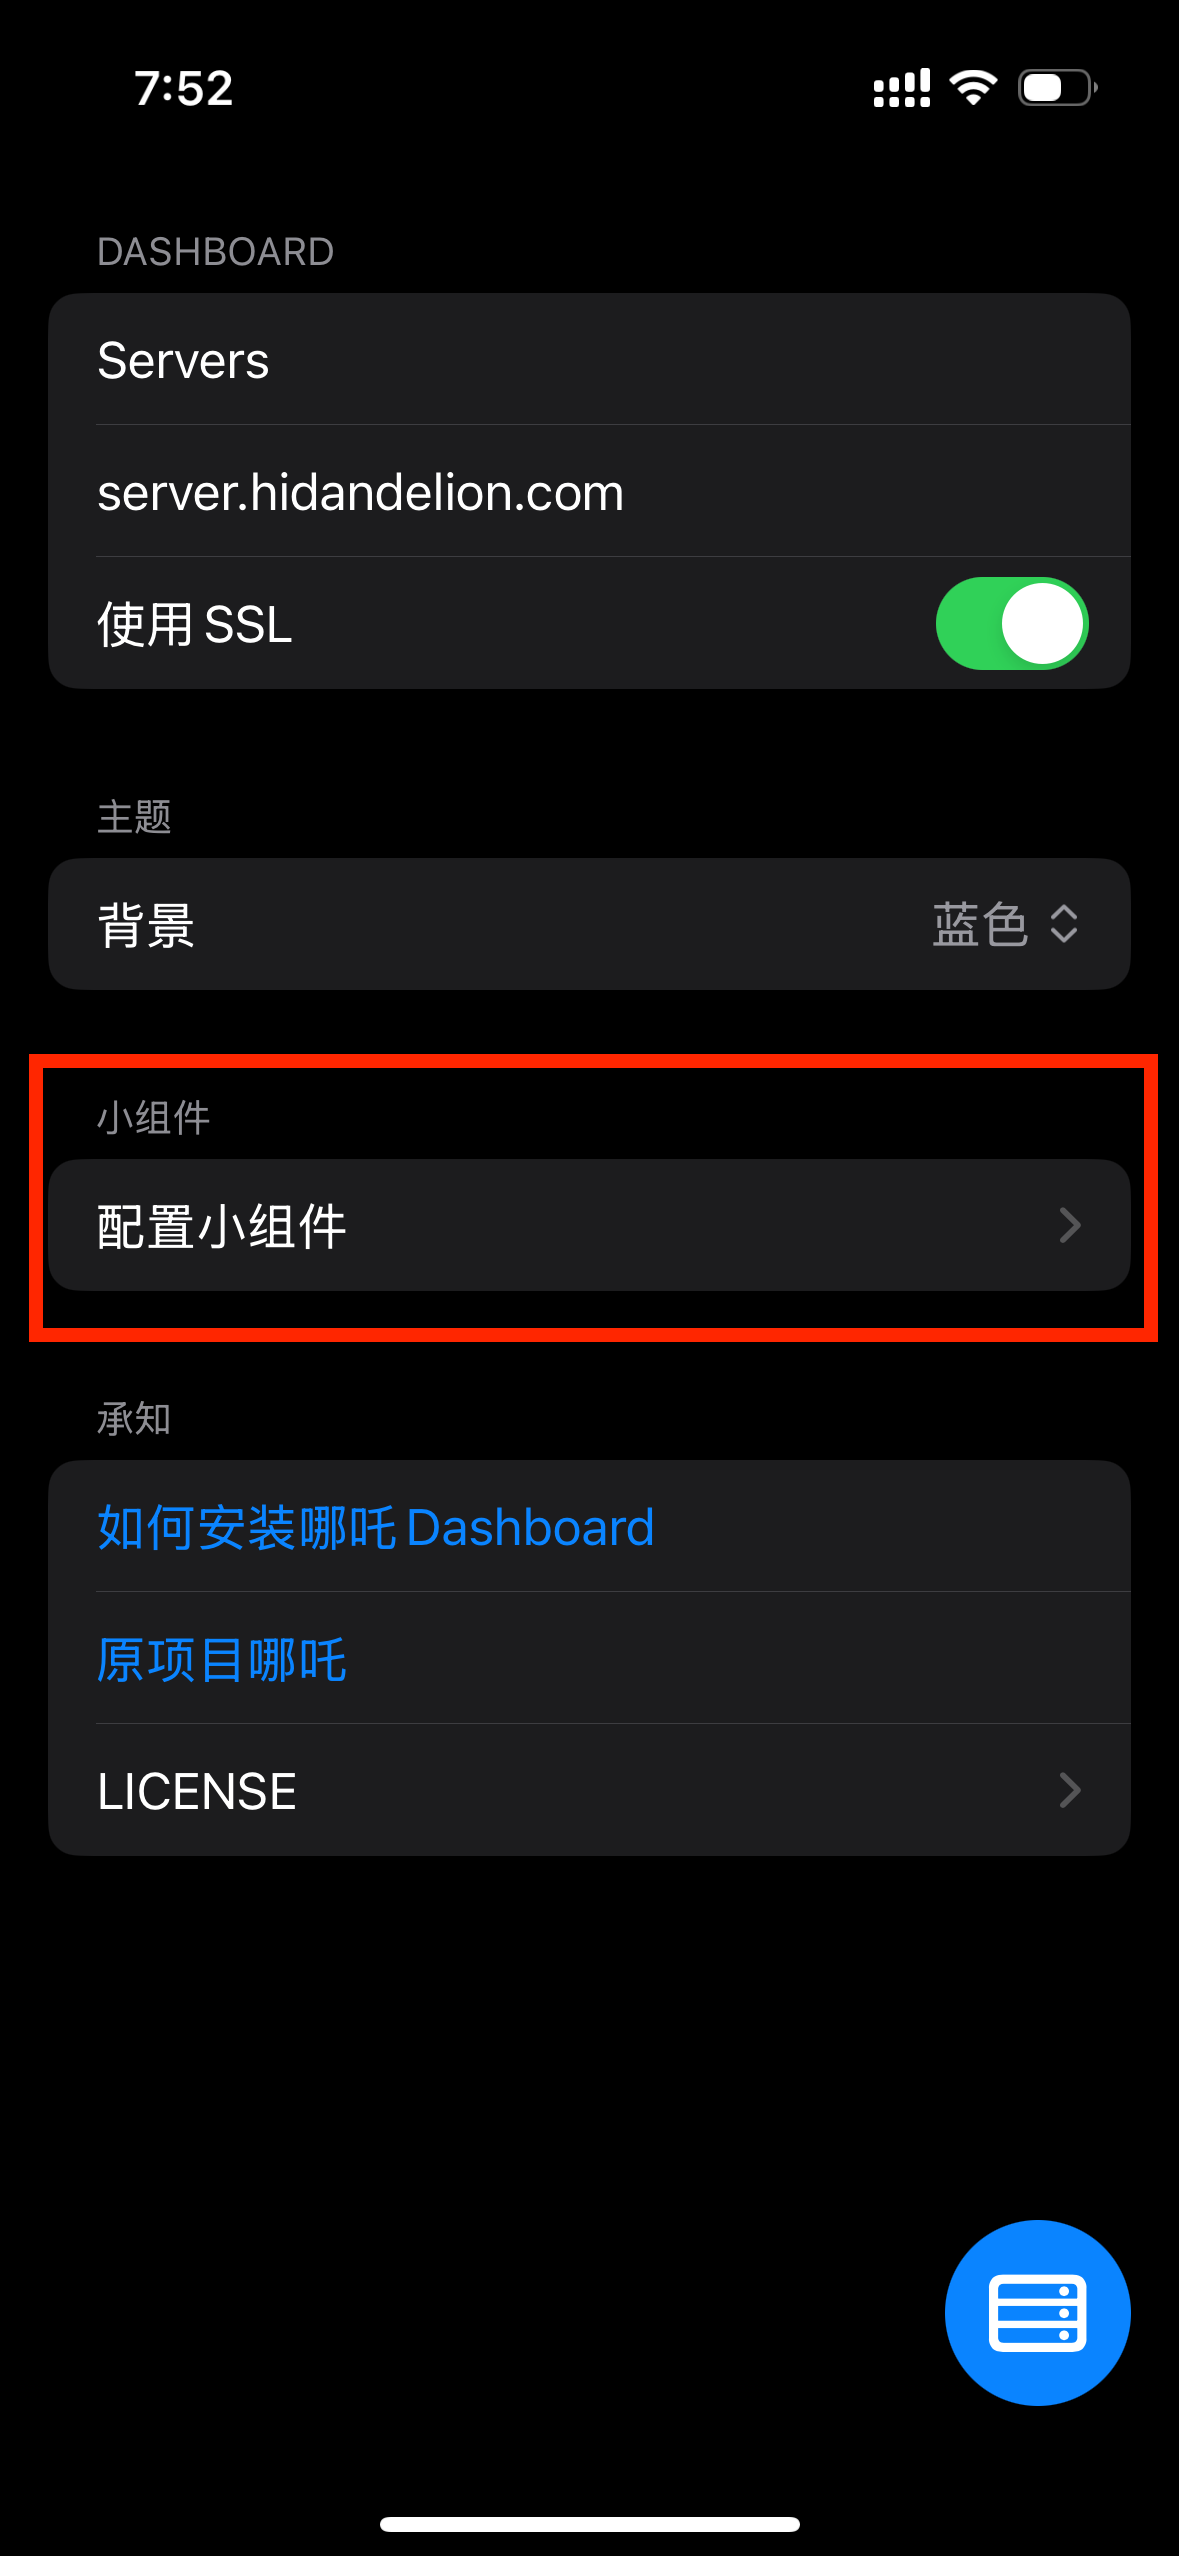 7:52
DASHBOARD
Servers
server.hidandelion.com
使用 SSL
主题
背景 蓝色
小组件
配置小组件
承知
如何安装哪吒 Dashboard
原项目哪吒
LICENSE